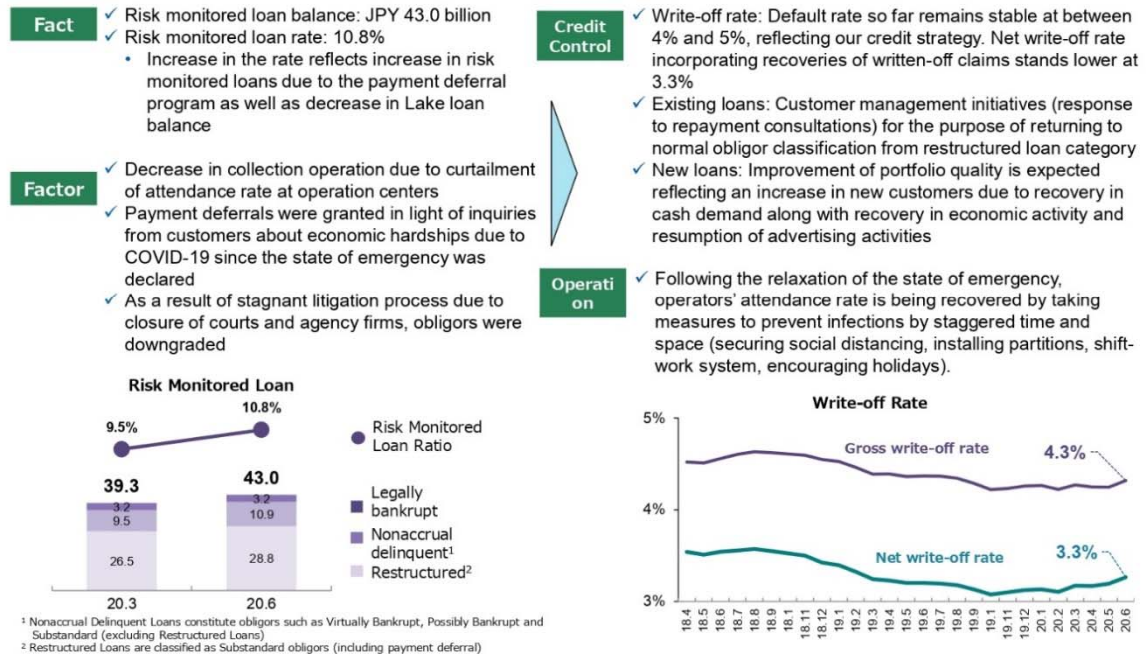 Fact
✓ Risk monitored loan balance: JPY 43.0 billion
✓ Risk monitored loan rate: 10.8%
• Increase in the rate reflects increase in risk
monitored loans due to the payment deferral
program as well as decrease in Lake loan
balance
Factor
✓ Decrease in collection operation due to curtailment
of attendance rate at operation centers
✓ Payment deferrals were granted in light of inquiries
from customers about economic hardships due to
COVID-19 since the state of emergency was
declared
✓ As a result of stagnant litigation process due to
closure of courts and agency firms, obligors were
downgraded
Credit
Control
✓ Write-off rate: Default rate so far remains stable at between
4% and 5%, reflecting our credit strategy. Net write-off rate
incorporating recoveries of written-off claims stands lower at
3.3%
✓ Existing loans: Customer management initiatives (response
to repayment consultations) for the purpose of returning to
normal obligor classification from restructured loan category
✓ New loans: Improvement of portfolio quality is expected
reflecting an increase in new customers due to recovery in
cash demand along with recovery in economic activity and
resumption of advertising activities
Operati
on
✓ Following the relaxation of the state of emergency,
operators' attendance rate is being recovered by taking
measures to prevent infections by staggered time and
space (securing social distancing, installing partitions, shift-
work system, encouraging holidays).
Risk Monitored Loan
9.5%
10.8%
39.3
43.0
3.2
3.2
9.5
10.9
26.5
28.8
20.3
20.6
Risk Monitored
Loan Ratio
Legally
bankrupt
Nonaccrual
delinquent¹
Restructured²
¹ Nonaccrual Delinquent Loans constitute obligors such as Virtually Bankrupt, Possibly Bankrupt and
Substandard (excluding Restructured Loans)
² Restructured Loans are classified as Substandard obligors (including payment deferral)
Write-off Rate
5%
4%
3%
Gross write-off rate
4.3%
Net write-off rate
3.3%
18.4
18.5
18.6
18.7
18.8
18.9
18.1
18.11
18.12
19.1
19.2
19.3
19.4
19.5
19.6
19.7
19.8
19.9
19.1
19.11
19.12
20.1
20.2
20.3
20.4
20.5
20.6